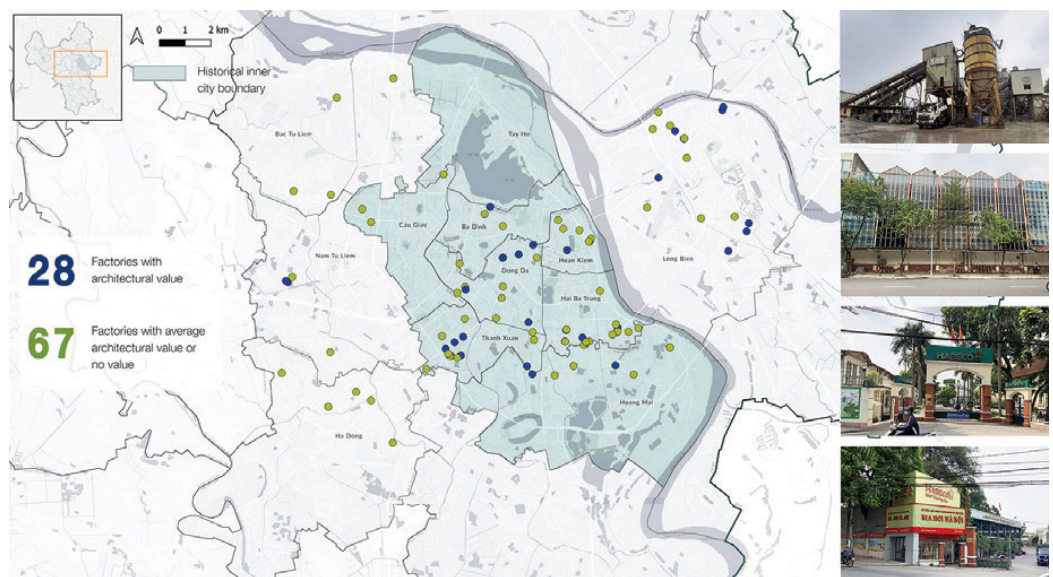 0 1 2 km
Historical inner
city boundary
Bac Tu Liem
Tay Ho
Cau Giay
Ba Dinh
Hoan Kiem
Long Bien
Nam Tu Liem
Dong Da
Hai Ba Trung
28
Factories with
architectural value
67
Factories with average
architectural value or
no value
Thanh Xuan
Hoang Mai
Ha Dong
HABECO
HABECO
BIA HƠI HÀ NỘI